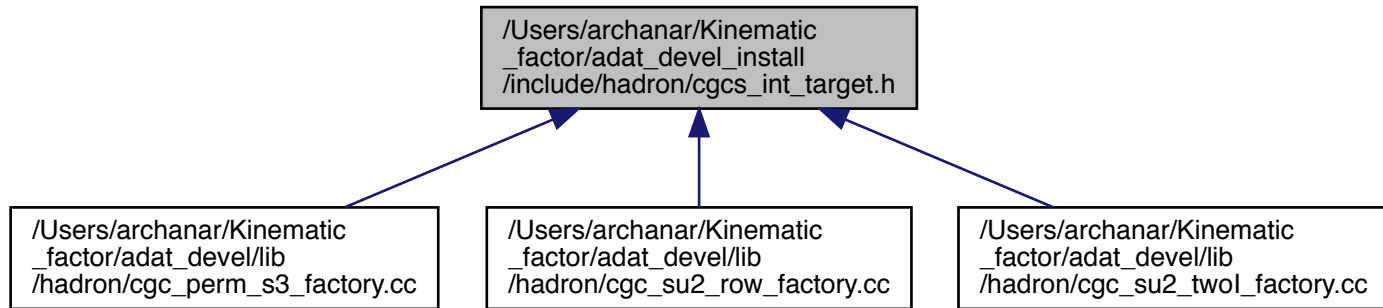 /Users/archanar/Kinematic
_factor/adat_devel_install
/include/hadron/cgcs_int_target.h
/Users/archanar/Kinematic
_factor/adat_devel/lib
/hadron/cgc_perm_s3_factory.cc
/Users/archanar/Kinematic
_factor/adat_devel/lib
/hadron/cgc_su2_row_factory.cc
/Users/archanar/Kinematic
_factor/adat_devel/lib
/hadron/cgc_su2_twoI_factory.cc